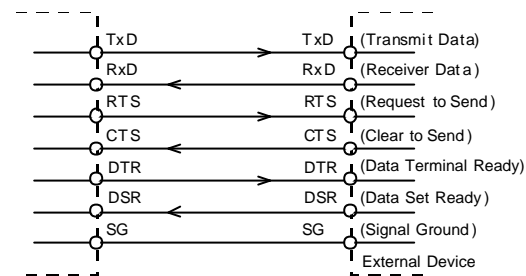 TxD TxD (Transmit Data)
RxD RxD (Receiver Data)
RTS RTS (Request to Send)
CTS CTS (Clear to Send)
DTR DTR (Data Terminal Ready)
DSR DSR (Data Set Ready)
SG SG (Signal Ground)
External Device